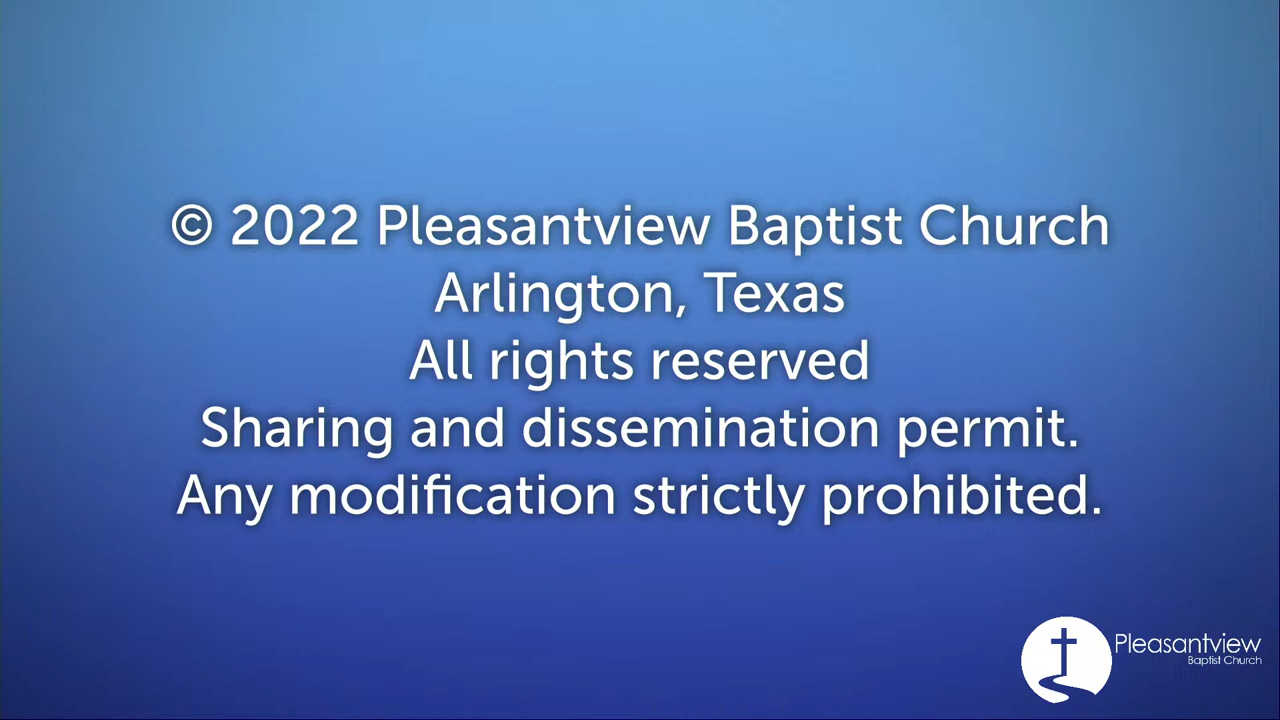 © 2022 Pleasantview Baptist Church
Arlington, Texas
All rights reserved
Sharing and dissemination permit.
Any modification strictly prohibited.
Pleasantview
Baptist Church